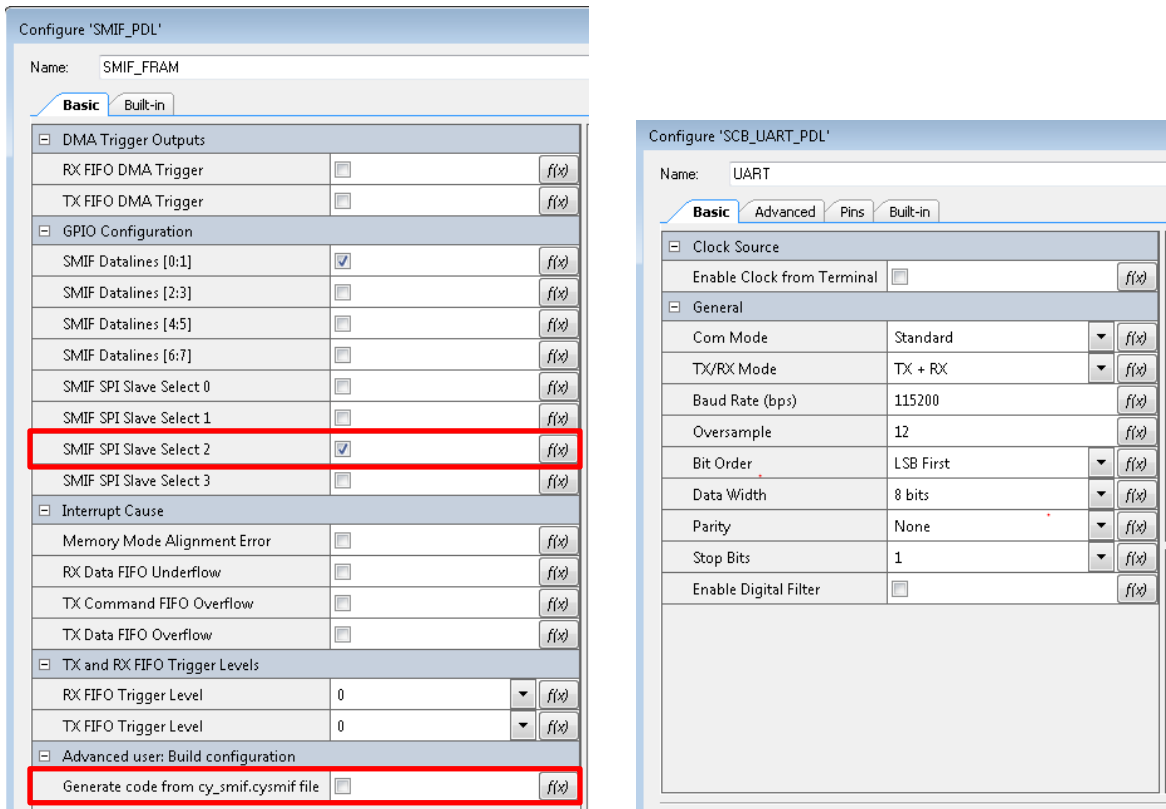 Configure 'SMIF_PDL'
Name: SMIF_FRAM
Basic Built-in
DMA Trigger Outputs
RX FIFO DMA Trigger f(x)
TX FIFO DMA Trigger f(x)
GPIO Configuration
SMIF Datalines [0:1] f(x)
SMIF Datalines [2:3] f(x)
SMIF Datalines [4:5] f(x)
SMIF Datalines [6:7] f(x)
SMIF SPI Slave Select 0 f(x)
SMIF SPI Slave Select 1 f(x)
SMIF SPI Slave Select 2 f(x)
SMIF SPI Slave Select 3 f(x)
Interrupt Cause
Memory Mode Alignment Error f(x)
RX Data FIFO Underflow f(x)
TX Command FIFO Overflow f(x)
TX Data FIFO Overflow f(x)
TX and RX FIFO Trigger Levels
RX FIFO Trigger Level 0 f(x)
TX FIFO Trigger Level 0 f(x)
Advanced user: Build configuration
Generate code from cy_smif.cysmif file f(x)
Configure 'SCB_UART_PDL'
Name: UART
Basic Advanced Pins Built-in
Clock Source
Enable Clock from Terminal f(x)
General
Com Mode Standard f(x)
TX/RX Mode TX + RX f(x)
Baud Rate (bps) 115200 f(x)
Oversample 12 f(x)
Bit Order LSB First f(x)
Data Width 8 bits f(x)
Parity None f(x)
Stop Bits 1 f(x)
Enable Digital Filter f(x)